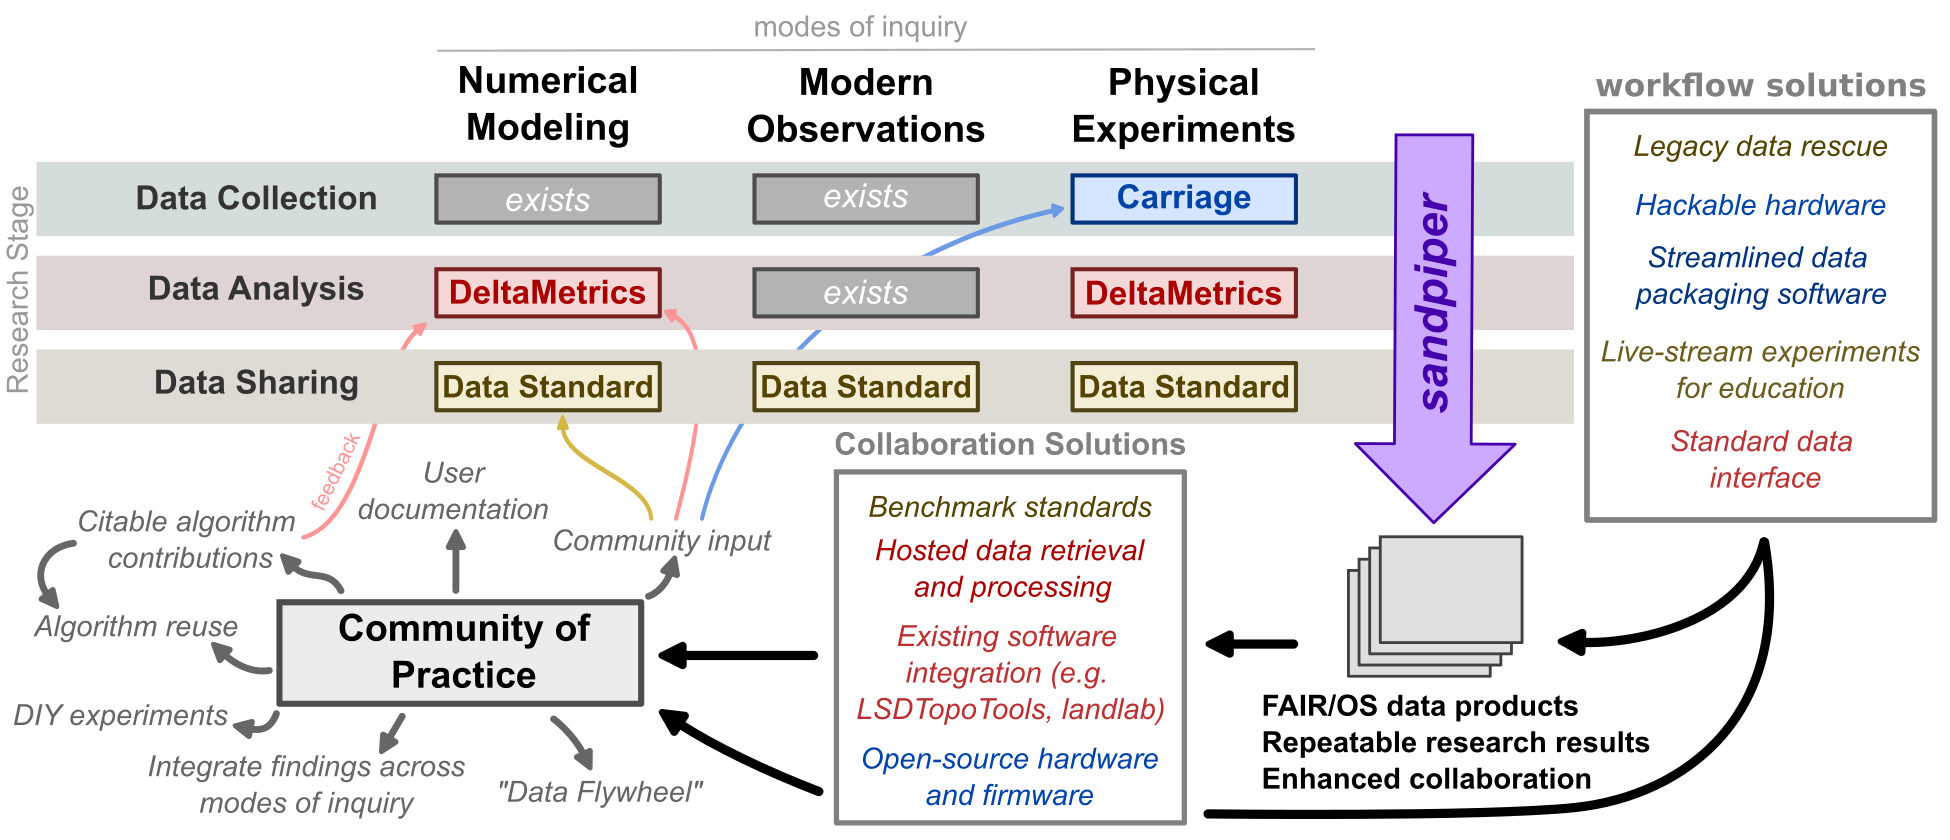 modes of inquiry
Numerical
Modeling
Modern
Observations
Physical
Experiments
Research Stage
Data Collection
exists
exists
Carriage
Data Analysis
DeltaMetrics
exists
DeltaMetrics
Data Sharing
Data Standard
Data Standard
Data Standard
sandpiper
workflow solutions
Legacy data rescue
Hackable hardware
Streamlined data
packaging software
Live-stream experiments
for education
Standard data
interface
feedback
Citable algorithm
contributions
User
documentation
Community input
Algorithm reuse
Community of
Practice
DIY experiments
Integrate findings across
modes of inquiry
"Data Flywheel"
Collaboration Solutions
Benchmark standards
Hosted data retrieval
and processing
Existing software
integration (e.g.
LSDTopoTools, landlab)
Open-source hardware
and firmware
FAIR/OS data products
Repeatable research results
Enhanced collaboration